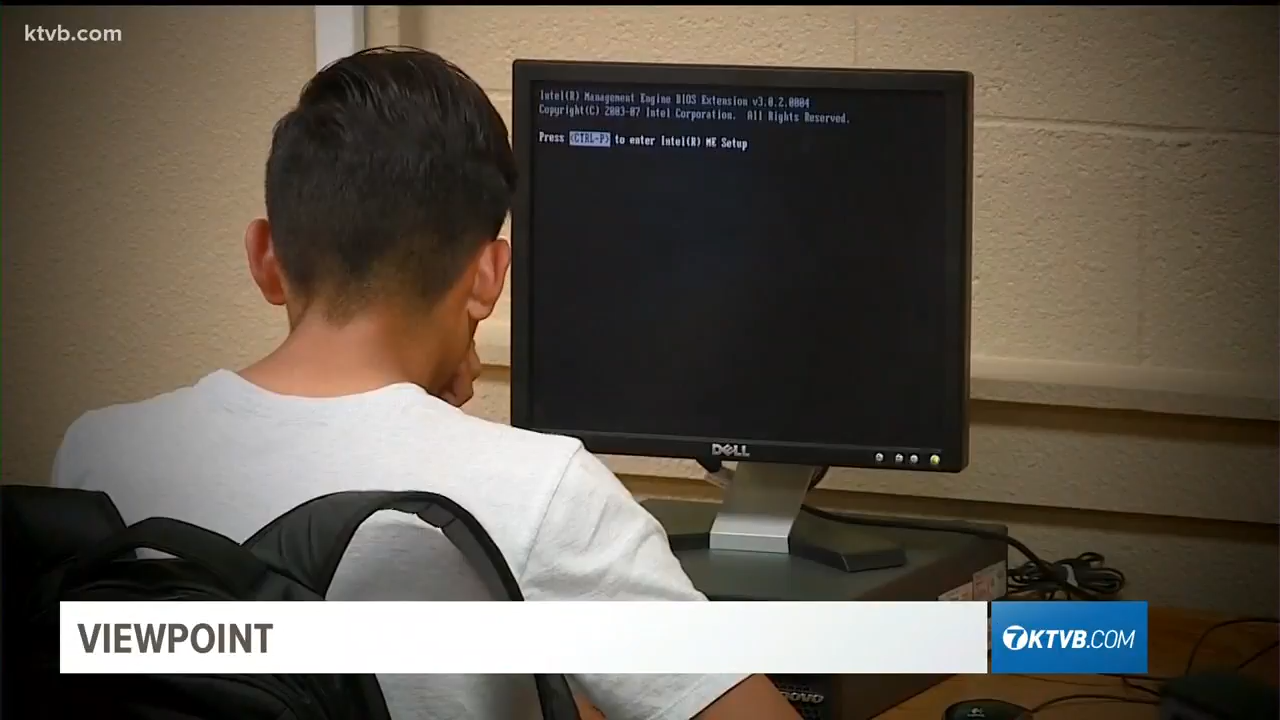 ktvb.com
Intel(R) Management Engine BIOS Extension v3.0.2.0004
Copyright(C) 2003-07 Intel Corporation. All Rights Reserved.
Press <CTRL-P> to enter Intel(R) ME Setup
DELL
VIEWPOINT
7KTVB.COM
lenovo